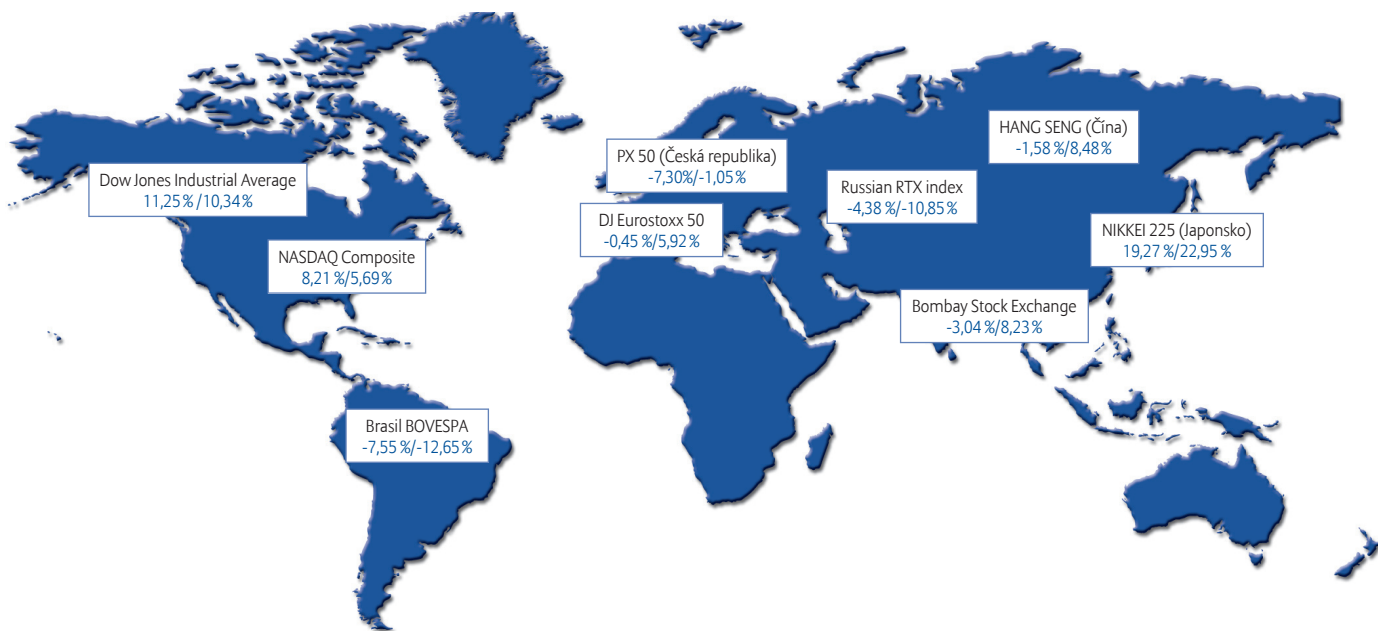 HANG SENG (Čína)
-1,58 %/8,48 %
PX 50 (Česká republika)
-7,30%/-1,05 %
Dow Jones Industrial Average
11,25 % /10,34 %
Russian RTX index
-4,38 %/-10,85 %
DJ Eurostoxx 50
-0,45 %/5,92 %
NIKKEI 225 (Japonsko)
19,27 %/22,95 %
NASDAQ Composite
8,21 %/5,69 %
Bombay Stock Exchange
-3,04 %/8,23 %
Brasil BOVESPA
-7,55 %/-12,65 %